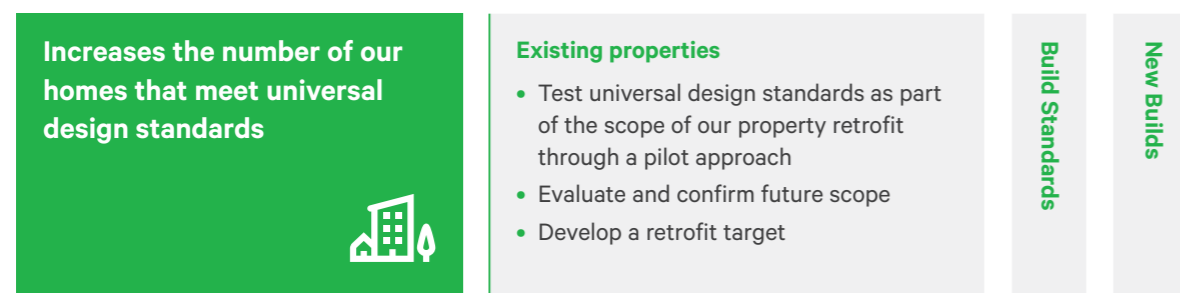 Increases the number of our
homes that meet universal
design standards
Existing properties
• Test universal design standards as part
of the scope of our property retrofit
through a pilot approach
• Evaluate and confirm future scope
• Develop a retrofit target
Build Standards
New Builds